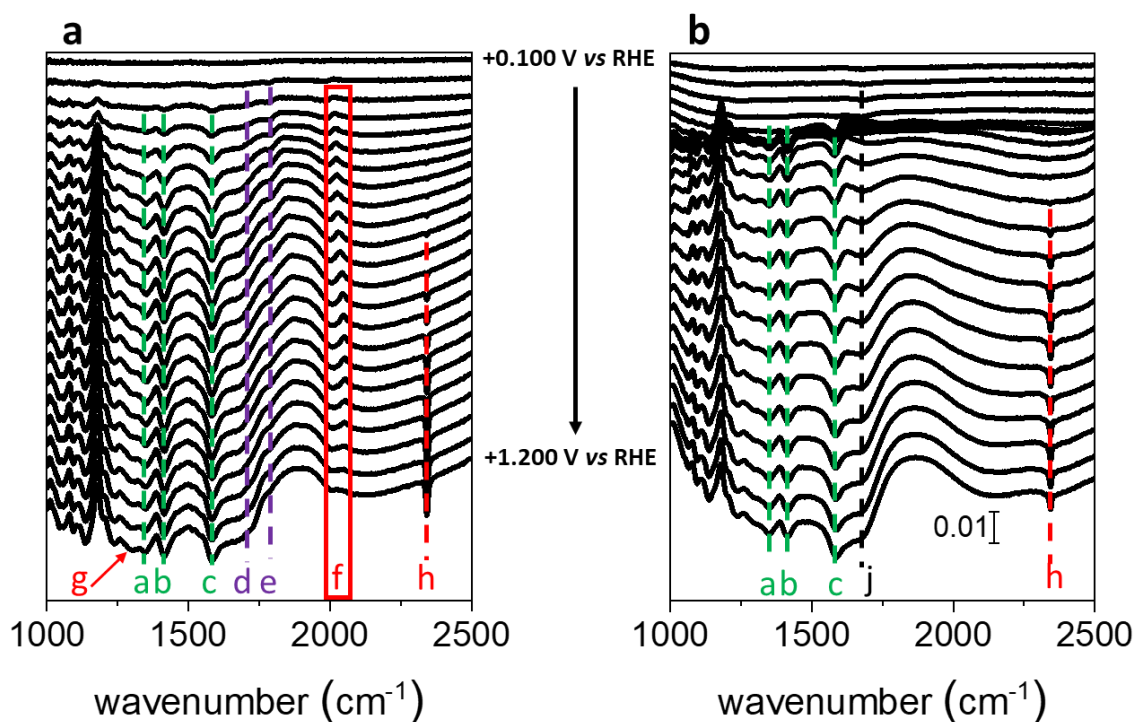 a
b
+0.100 V vs RHE
+1.200 V vs RHE
0.01
g
a b c d e f h
a b c j h
1000 1500 2000 2500
1000 1500 2000 2500
wavenumber (cm⁻¹)
wavenumber (cm⁻¹)